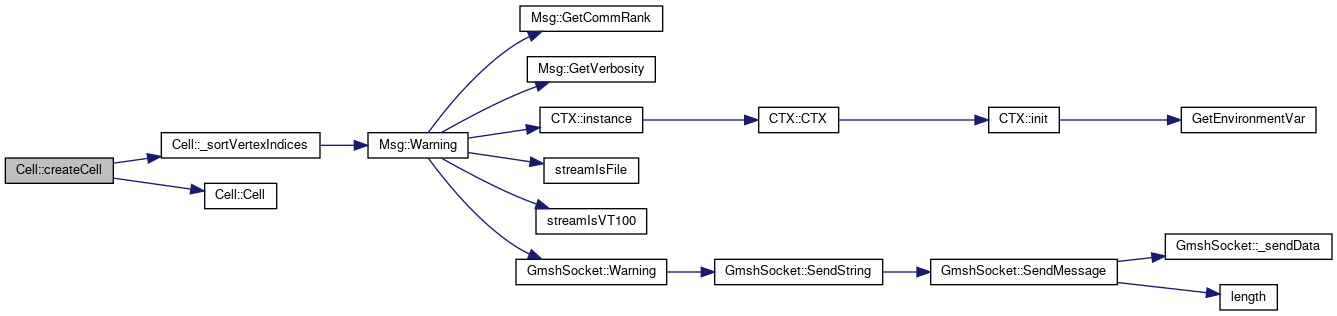 Msg::GetCommRank
Msg::GetVerbosity
CTX::instance
CTX::CTX
CTX::init
GetEnvironmentVar
Cell::_sortVertexIndices
Msg::Warning
Cell::createCell
streamIsFile
Cell::Cell
streamIsVT100
GmshSocket::_sendData
GmshSocket::Warning
GmshSocket::SendString
GmshSocket::SendMessage
length